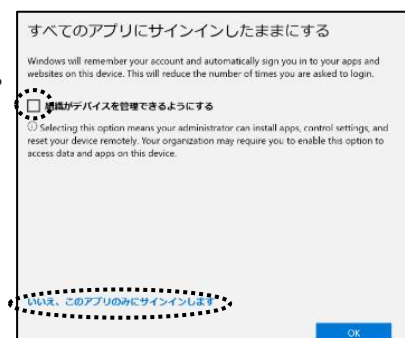 すべてのアプリにサインインしたままにする
Windows will remember your account and automatically sign you in to your apps and
websites on this device. This will reduce the number of times you are asked to login.
組織がデバイスを管理できるようにする
Selecting this option means your administrator can install apps, control settings, and
reset your device remotely. Your organization may require you to enable this option to
access data and apps on this device.
いいえ、このアプリのみにサインインします
OK